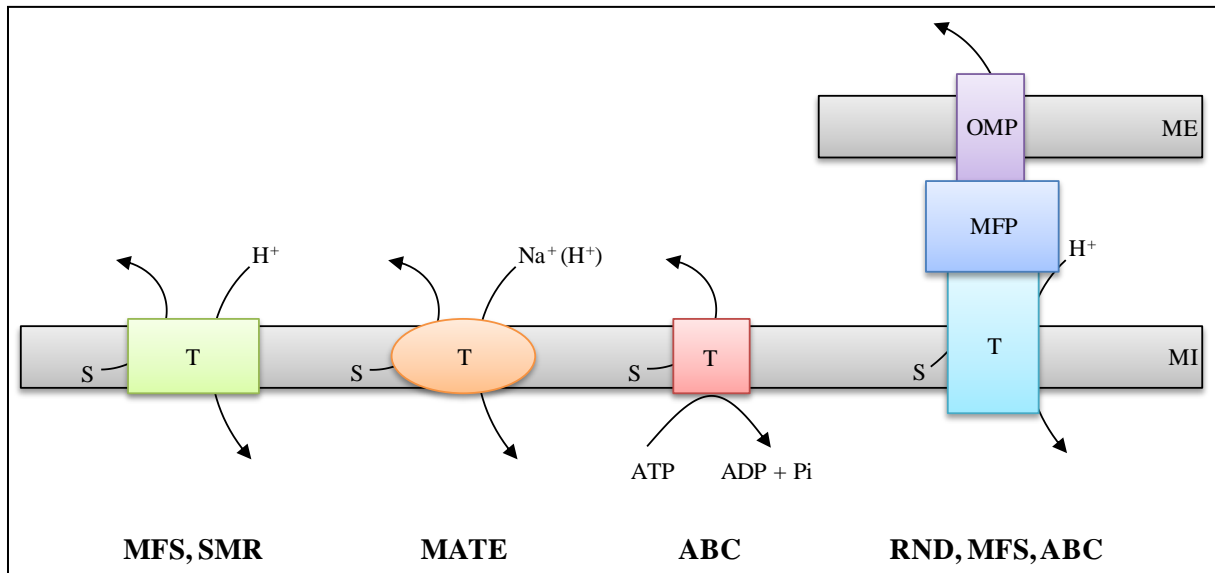 OMP
ME
MFP
H⁺
Na⁺ (H⁺)
H⁺
T
T
T
T
MI
S
S
S
S
ATP
ADP + Pi
MFS, SMR
MATE
ABC
RND, MFS, ABC